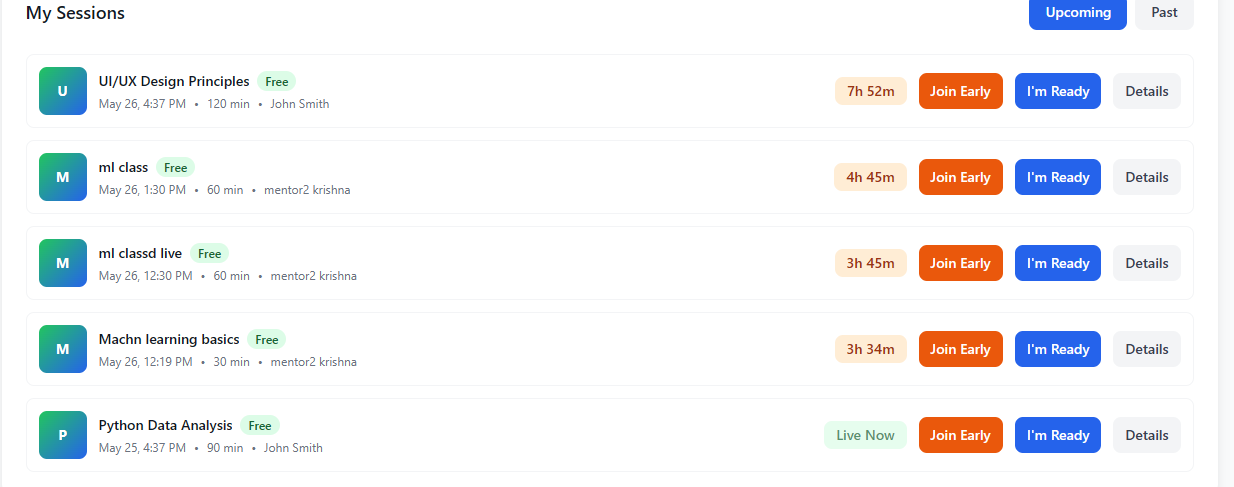 My Sessions Upcoming Past
U UI/UX Design Principles Free
May 26, 4:37 PM • 120 min • John Smith
7h 52m Join Early I'm Ready Details
M ml class Free
May 26, 1:30 PM • 60 min • mentor2 krishna
4h 45m Join Early I'm Ready Details
M ml classd live Free
May 26, 12:30 PM • 60 min • mentor2 krishna
3h 45m Join Early I'm Ready Details
M Machn learning basics Free
May 26, 12:19 PM • 30 min • mentor2 krishna
3h 34m Join Early I'm Ready Details
P Python Data Analysis Free
May 25, 4:37 PM • 90 min • John Smith
Live Now Join Early I'm Ready Details